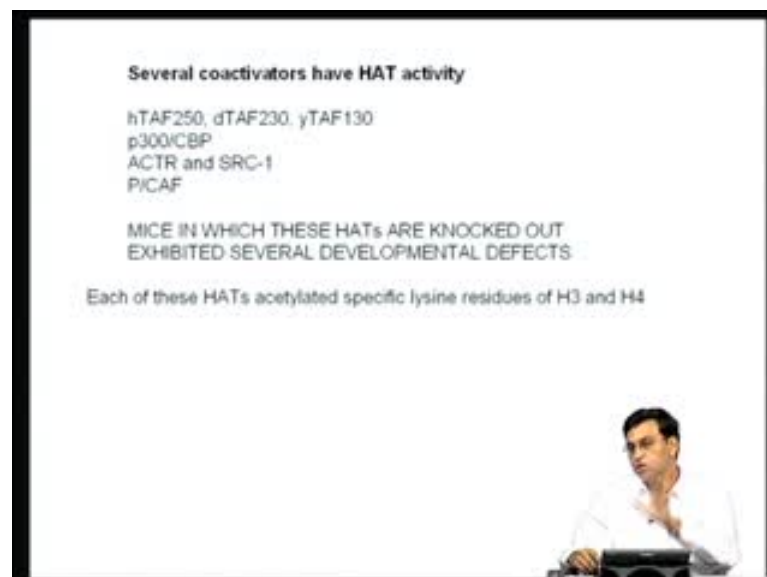 Several coactivators have HAT activity
hTAF250, dTAF230, yTAF130
p300/CBP
ACTR and SRC-1
P/CAF
MICE IN WHICH THESE HATs ARE KNOCKED OUT
EXHIBITED SEVERAL DEVELOPMENTAL DEFECTS
Each of these HATs acetylated specific lysine residues of H3 and H4